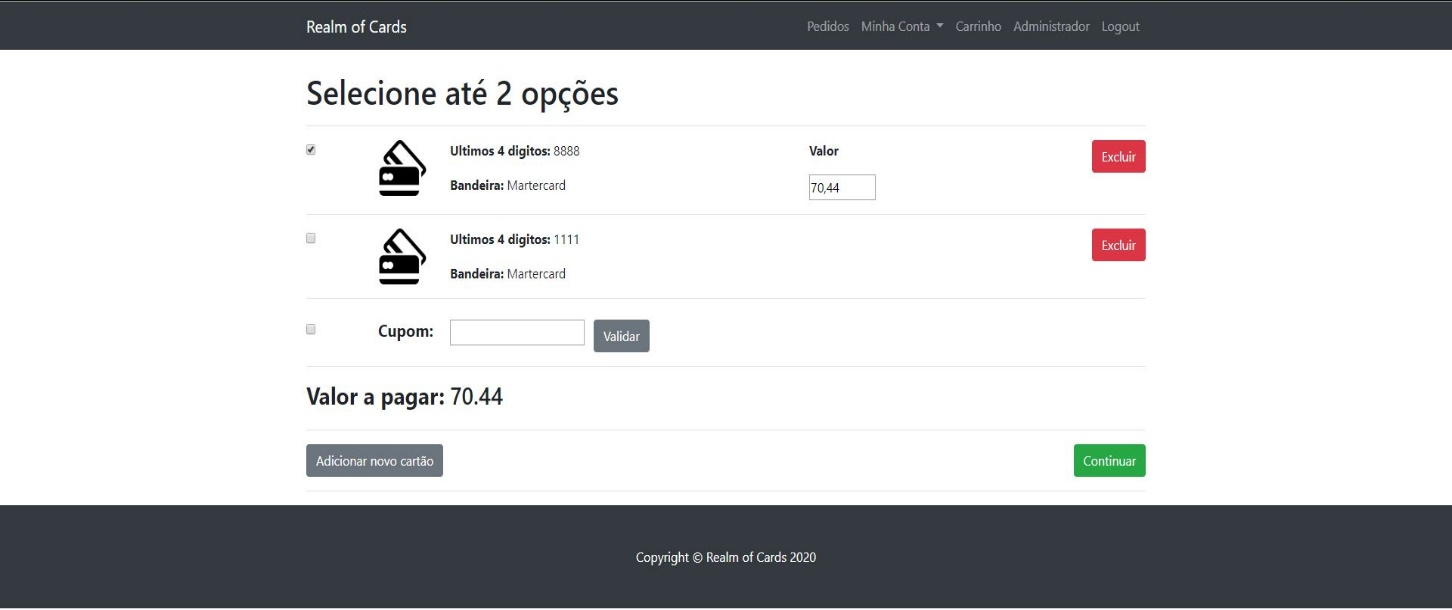 Realm of Cards
Pedidos Minha Conta Carrinho Administrador Logout
Selecione até 2 opções
Ultimos 4 digitos: 8888
Valor
Excluir
Bandeira: Martercard
70,44
Ultimos 4 digitos: 1111
Excluir
Bandeira: Martercard
Cupom:
Validar
Valor a pagar: 70.44
Adicionar novo cartão
Continuar
Copyright © Realm of Cards 2020